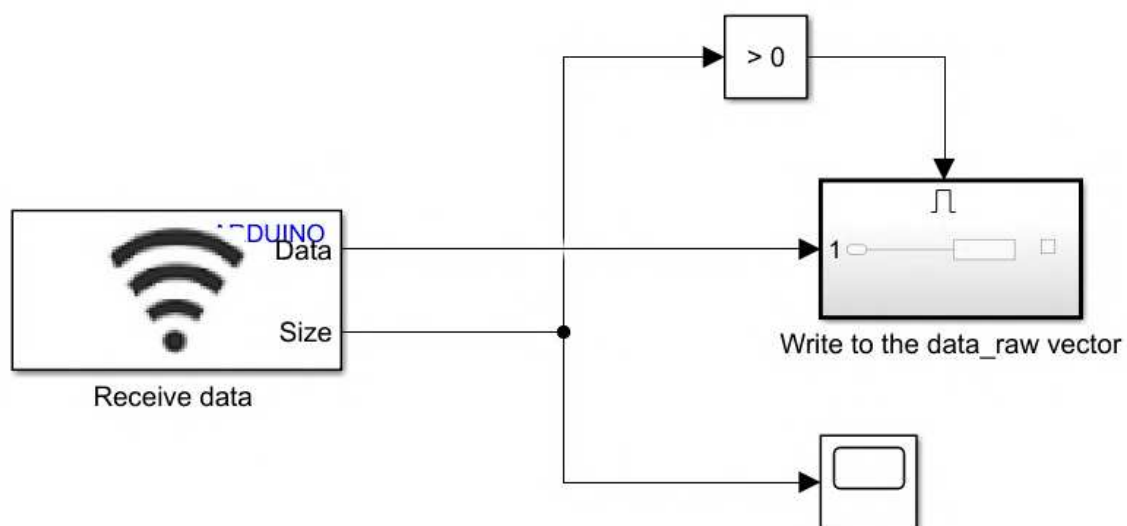 > 0
ARDUINO
Data
1
Size
Write to the data_raw vector
Receive data